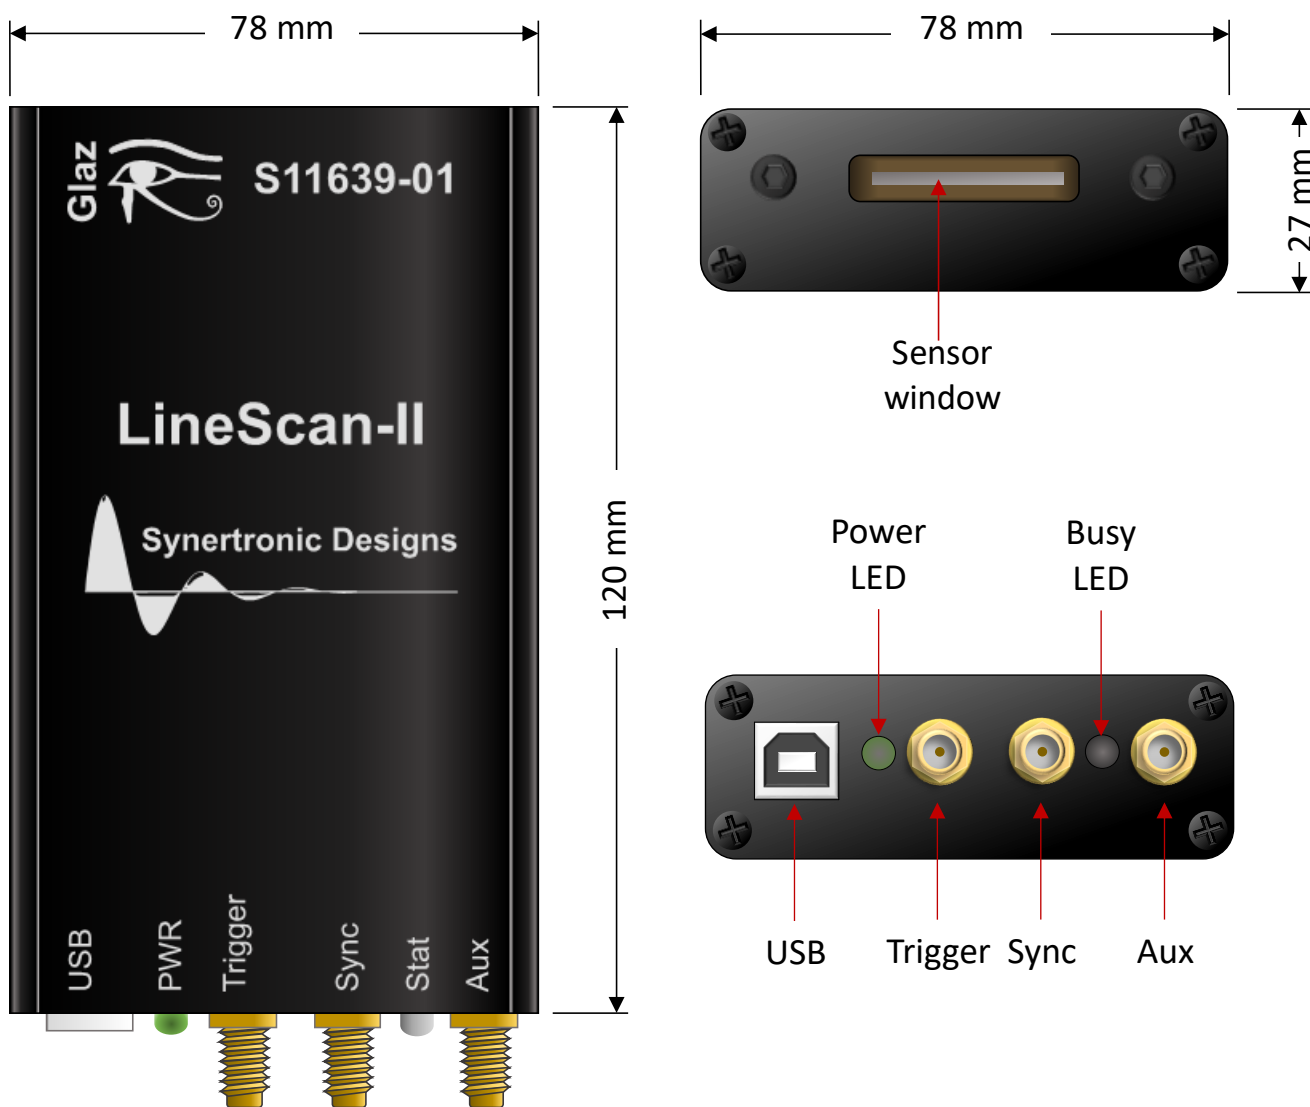 78 mm
78 mm
Glaz
S11639-01
27 mm
Sensor
window
LineScan-II
Synertronic Designs
120 mm
Power
LED
Busy
LED
USB
PWR
Trigger
Sync
Stat
Aux
USB
Trigger
Sync
Aux